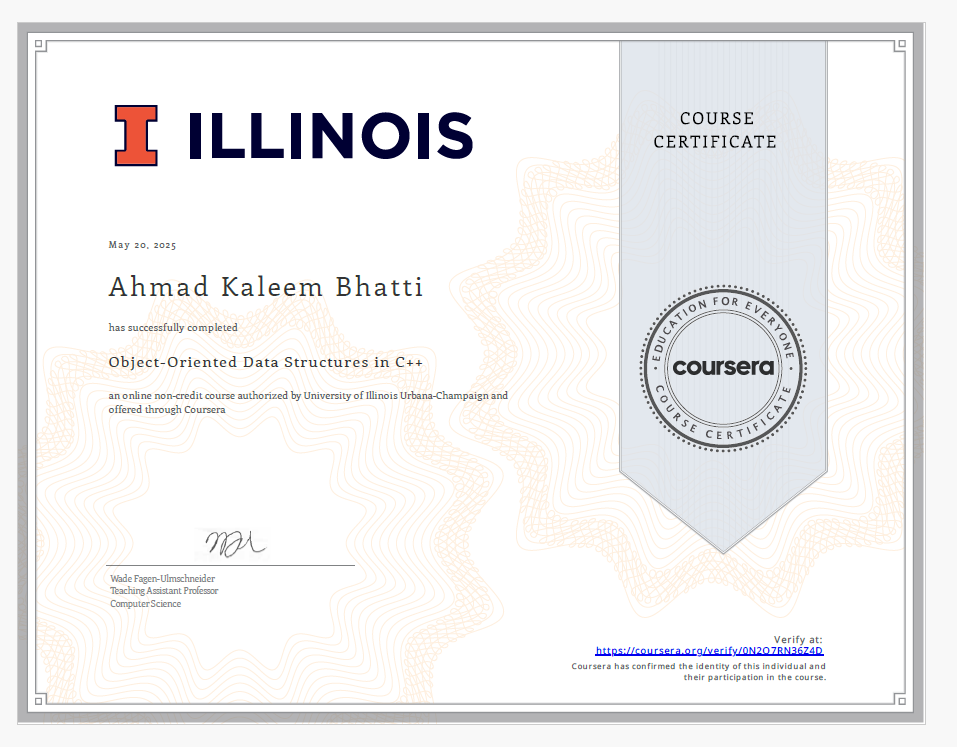 ILLINOIS
COURSE
CERTIFICATE
May 20, 2025
Ahmad Kaleem Bhatti
has successfully completed
Object-Oriented Data Structures in C++
an online non-credit course authorized by University of Illinois Urbana-Champaign and
offered through Coursera
EDUCATION FOR EVERYONE
coursera
COURSE CERTIFICATE
Wade Fagen-Ulmschneider
Teaching Assistant Professor
Computer Science
Verify at:
https://coursera.org/verify/0N2O7RN36Z4D
Coursera has confirmed the identity of this individual and
their participation in the course.